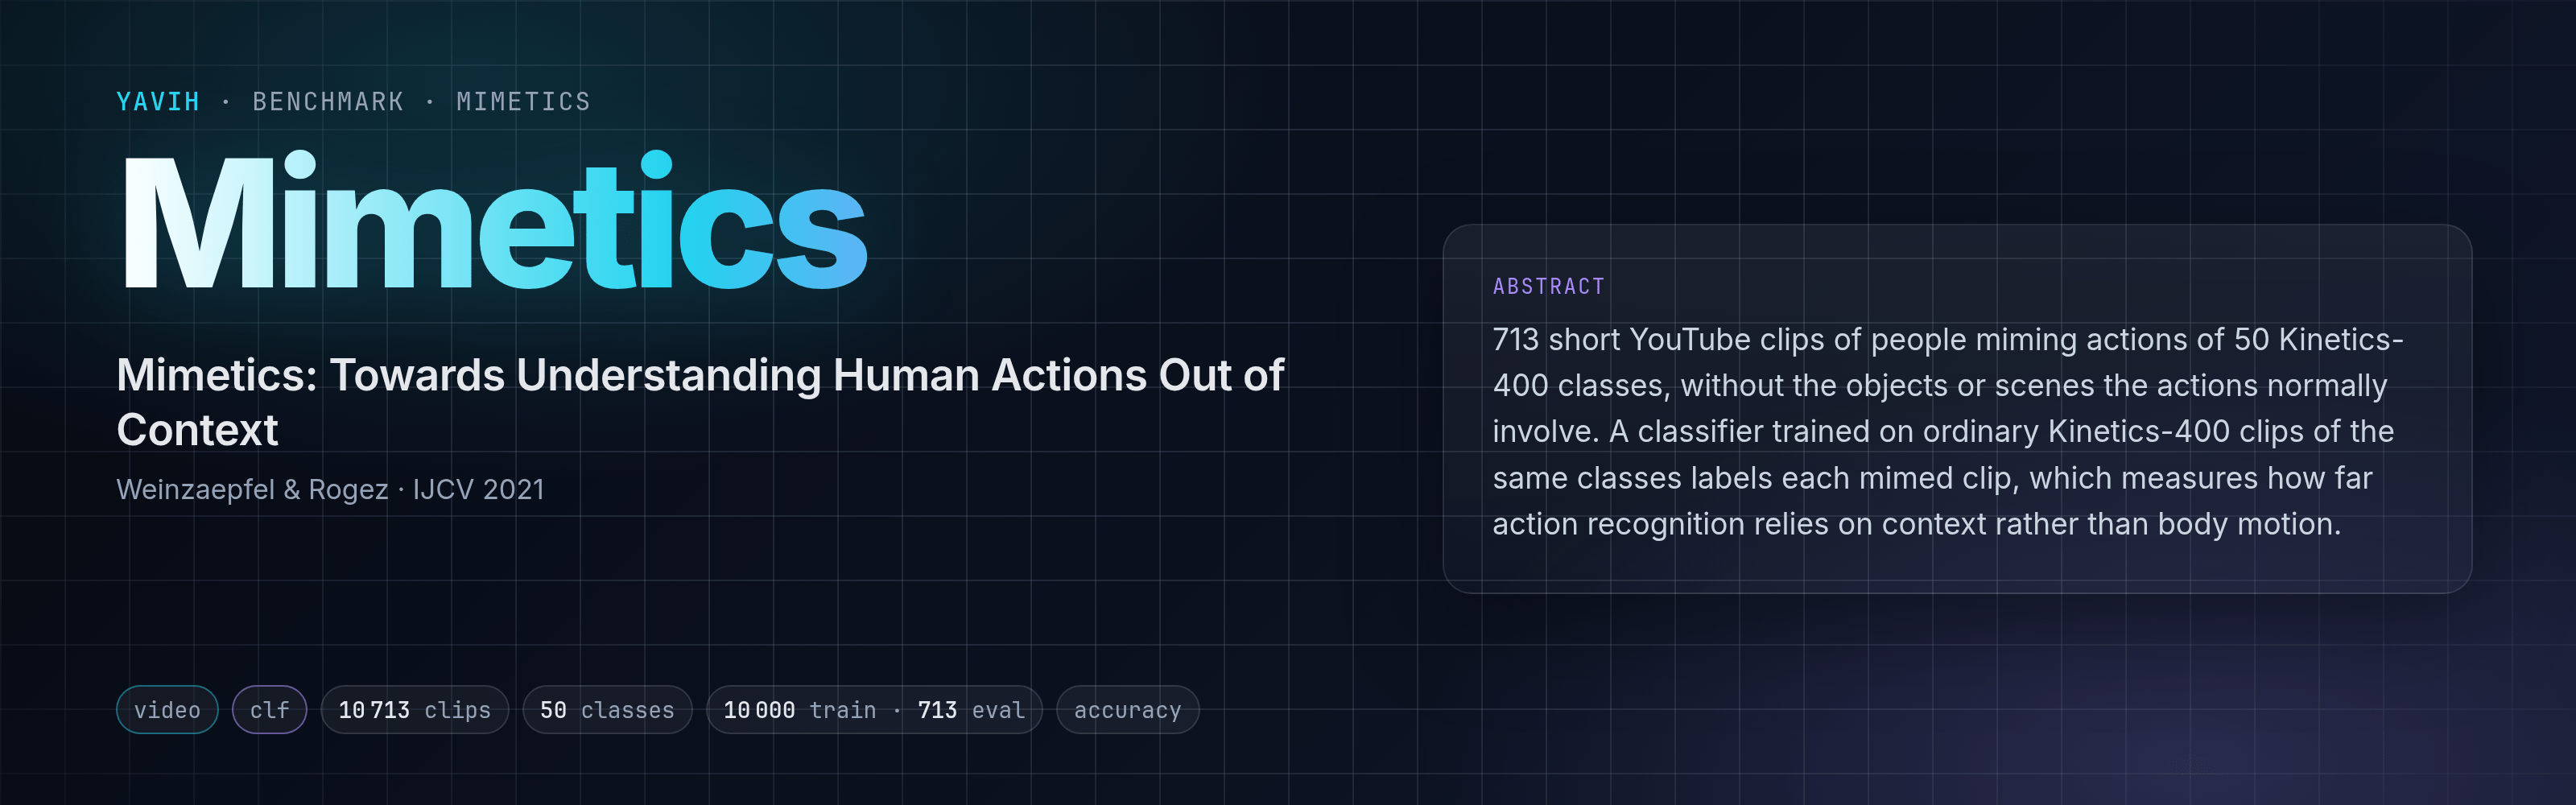 YAVIH · BENCHMARK · MIMETICS
Mimetics
Mimetics: Towards Understanding Human Actions Out of
Context
Weinzaepfel & Rogez · IJCV 2021
ABSTRACT
713 short YouTube clips of people miming actions of 50 Kinetics-
400 classes, without the objects or scenes the actions normally
involve. A classifier trained on ordinary Kinetics-400 clips of the
same classes labels each mimed clip, which measures how far
action recognition relies on context rather than body motion.
video clf 10 713 clips 50 classes 10 000 train · 713 eval accuracy